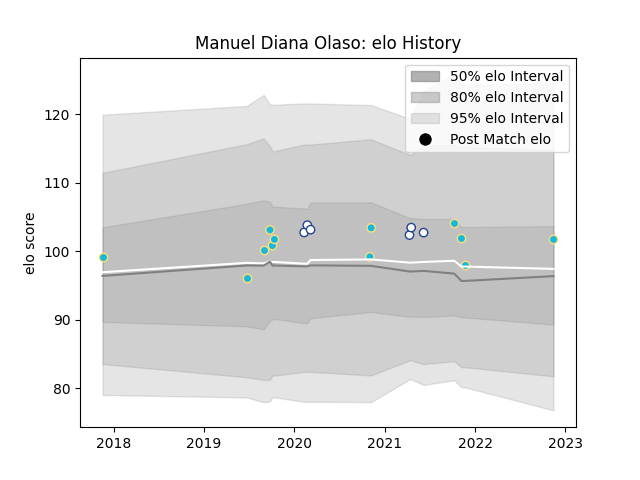 Manuel Diana Olaso: elo History
50% elo Interval
80% elo Interval
95% elo Interval
Post Match elo
elo score
120
110
100
90
80
2018 2019 2020 2021 2022 2023